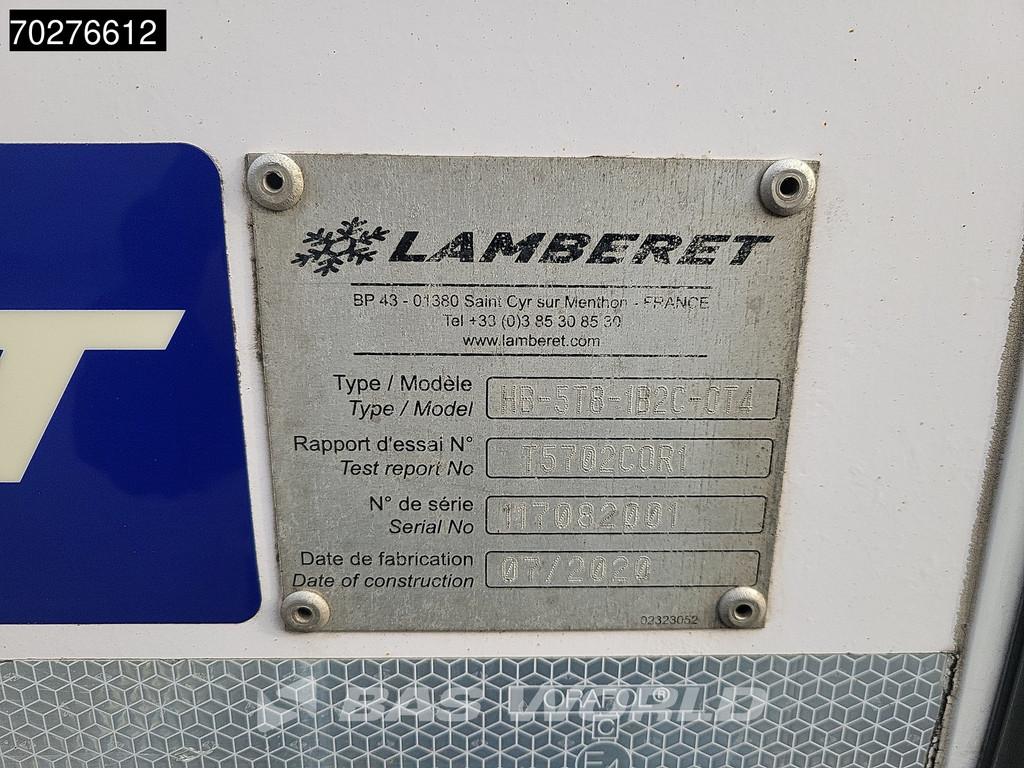 70276612
LAMBERET
BP 43 - 01380 Saint Cyr sur Menthon - FRANCE
Tel +33 (0)3 85 30 85 30
www.lamberet.com
Type / Modèle
Type / Model
HB-5T8-1B2C-0T4
Rapport d'essai N°
Test report No
T5702COR1
N° de série
Serial No
117082001
Date de fabrication
Date of construction
07/2020
02323052
T
BAS WORLD
ORAFOL®